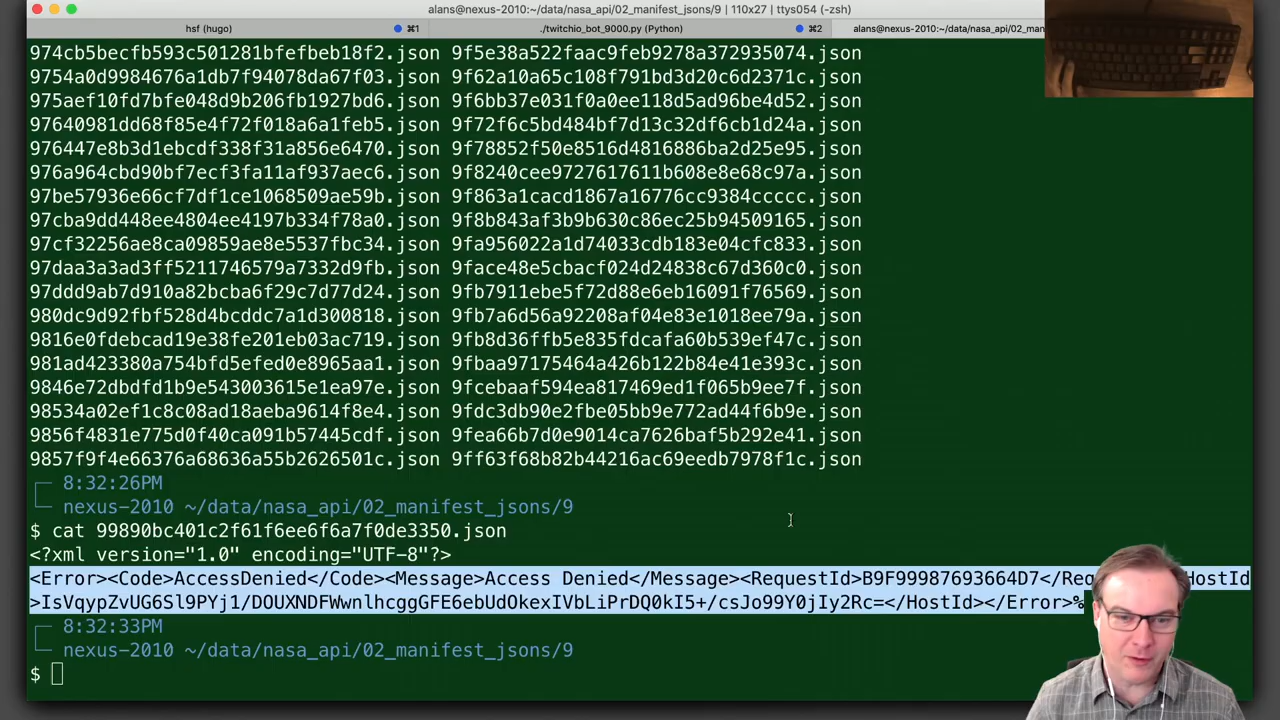 alans@nexus-2010:~/data/nasa_api/02_manifest_jsons/9 | 110x27 | ttys054 (-zsh)
hsf (hugo) ⌘1 ./twitchio_bot_9000.py (Python) ⌘2 alans@nexus-2010:~/data/nasa_api/02_man
974cb5becfb593c501281bfefbeb18f2.json 9f5e38a522faac9feb9278a372935074.json
9754a0d9984676a1db7f94078da67f03.json 9f62a10a65c108f791bd3d20c6d2371c.json
975aef10fd7bfe048d9b206fb1927bd6.json 9f6bb37e031f0a0ee118d5ad96be4d52.json
97640981dd68f85e4f72f018a6a1feb5.json 9f72f6c5bd484bf7d13c32df6cb1d24a.json
976447e8b3d1ebcdf338f31a856e6470.json 9f78852f50e8516d4816886ba2d25e95.json
976a964cbd90bf7ecf3fa11af937aec6.json 9f8240cee9727617611b608e8e68c97a.json
97be57936e66cf7df1ce1068509ae59b.json 9f863a1cacd1867a16776cc9384ccccc.json
97cba9dd448ee4804ee4197b334f78a0.json 9f8b843af3b9b630c86ec25b94509165.json
97cf32256ae8ca09859ae8e5537fbc34.json 9fa956022a1d74033cdb183e04cfc833.json
97daa3a3ad3ff5211746579a7332d9fb.json 9face48e5cbacf024d24838c67d360c0.json
97ddd9ab7d910a82bcba6f29c7d77d24.json 9fb7911ebe5f72d88e6eb16091f76569.json
980dc9d92fbf528d4bcddc7a1d300818.json 9fb7a6d56a92208af04e83e1018ee79a.json
9816e0fdebcad19e38fe201eb03ac719.json 9fb8d36ffb5e835fdcafa60b539ef47c.json
981ad423380a754bfd5efed0e8965aa1.json 9fbaa97175464a426b122b84e41e393c.json
9846e72dbdfd1b9e543003615e1ea97e.json 9fcebaaf594ea817469ed1f065b9ee7f.json
98534a02ef1c8c08ad18aeba9614f8e4.json 9fdc3db90e2fbe05bb9e772ad44f6b9e.json
9856f4831e775d0f40ca091b57445cdf.json 9fea66b7d0e9014ca7626baf5b292e41.json
9857f9f4e66376a68636a55b2626501c.json 9ff63f68b82b44216ac69eedb7978f1c.json
8:32:26PM
nexus-2010 ~/data/nasa_api/02_manifest_jsons/9
$ cat 99890bc401c2f61f6ee6f6a7f0de3350.json
<?xml version="1.0" encoding="UTF-8"?>
<Error><Code>AccessDenied</Code><Message>Access Denied</Message><RequestId>B9F99987693664D7</Req HostId
>IsVqypZvUG6Sl9PYj1/DOUXNDFWwnlhcggGFE6ebUdOkexIVbLiPrDQ0kI5+/csJo99Y0jIy2Rc=</HostId></Error>%
8:32:33PM
nexus-2010 ~/data/nasa_api/02_manifest_jsons/9
$